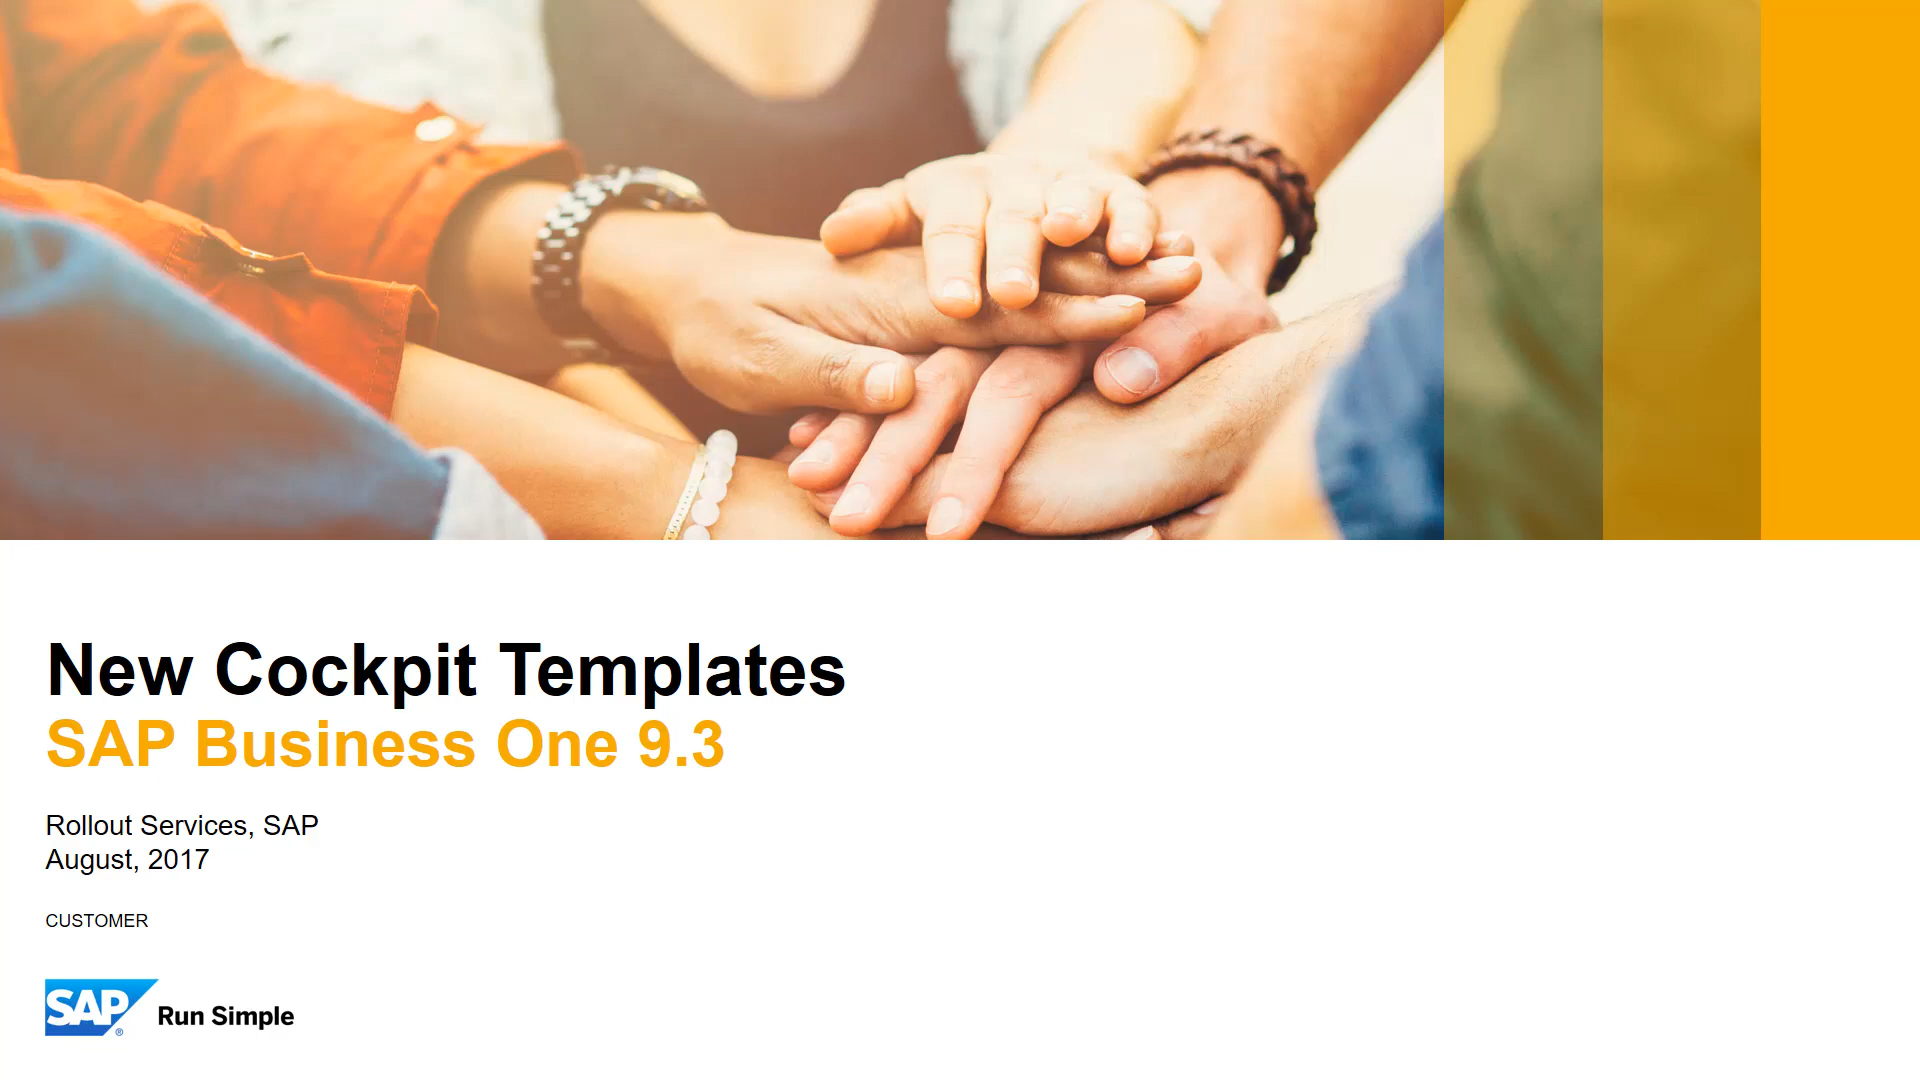 New Cockpit Templates
SAP Business One 9.3
Rollout Services, SAP
August, 2017
CUSTOMER
SAP ® Run Simple